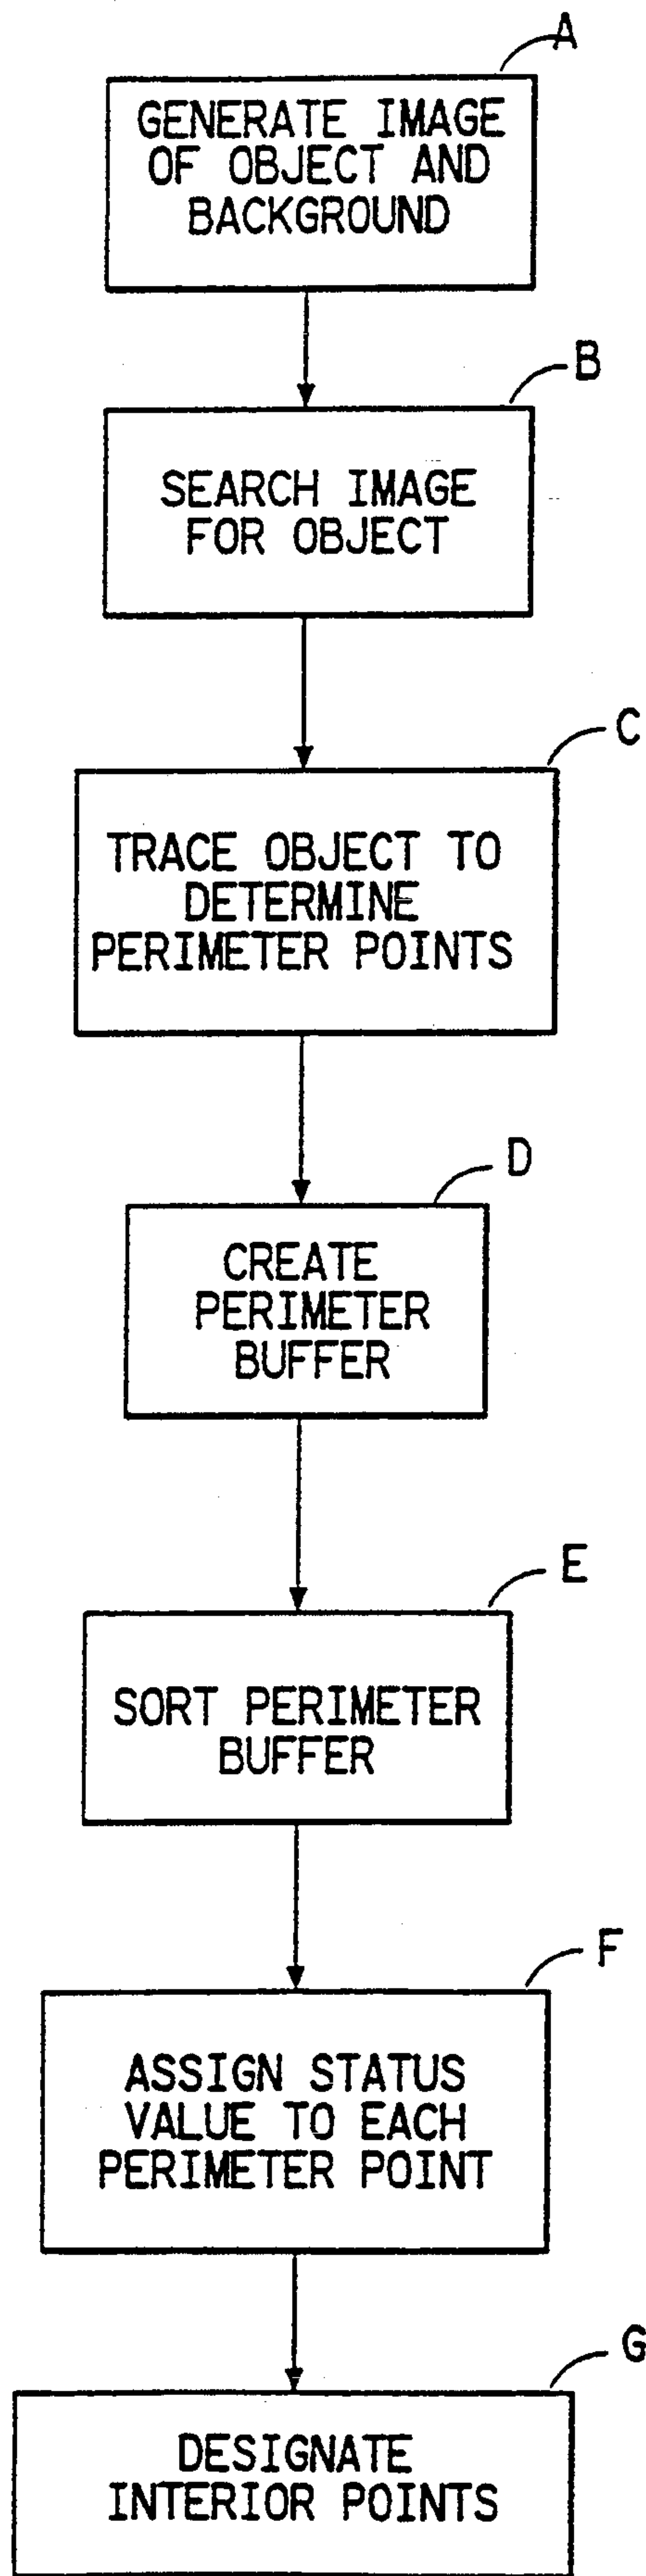 A
GENERATE IMAGE
OF OBJECT AND
BACKGROUND
B
SEARCH IMAGE
FOR OBJECT
C
TRACE OBJECT TO
DETERMINE
PERIMETER POINTS
D
CREATE
PERIMETER
BUFFER
E
SORT PERIMETER
BUFFER
F
ASSIGN STATUS
VALUE TO EACH
PERIMETER POINT
G
DESIGNATE
INTERIOR POINTS